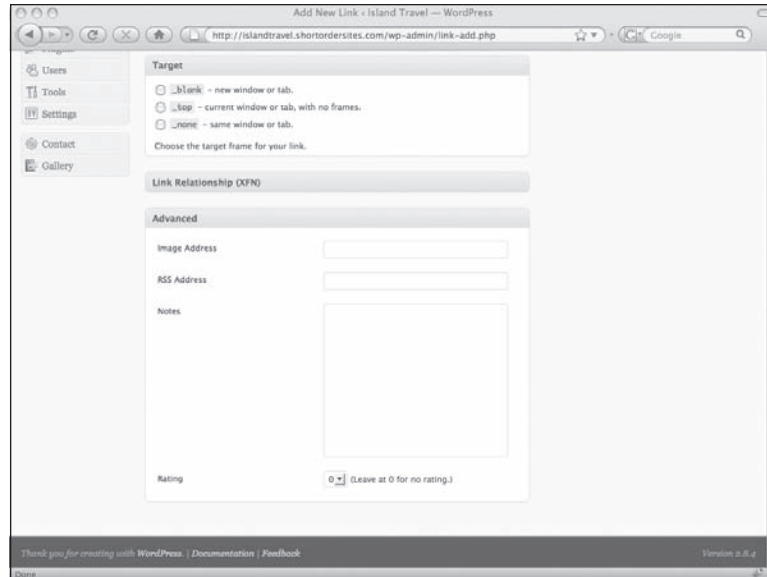 Add New Link ‹ Island Travel — WordPress
http://islandtravel.shortordersites.com/wp-admin/link-add.php
Google
Plugins
Users
Tools
Settings
Contact
Gallery
Target
_blank – new window or tab.
_top – current window or tab, with no frames.
_none – same window or tab.
Choose the target frame for your link.
Link Relationship (XFN)
Advanced
Image Address
RSS Address
Notes
Rating
0 (Leave at 0 for no rating.)
Thank you for creating with WordPress. | Documentation | Feedback
Version 2.8.4
Done